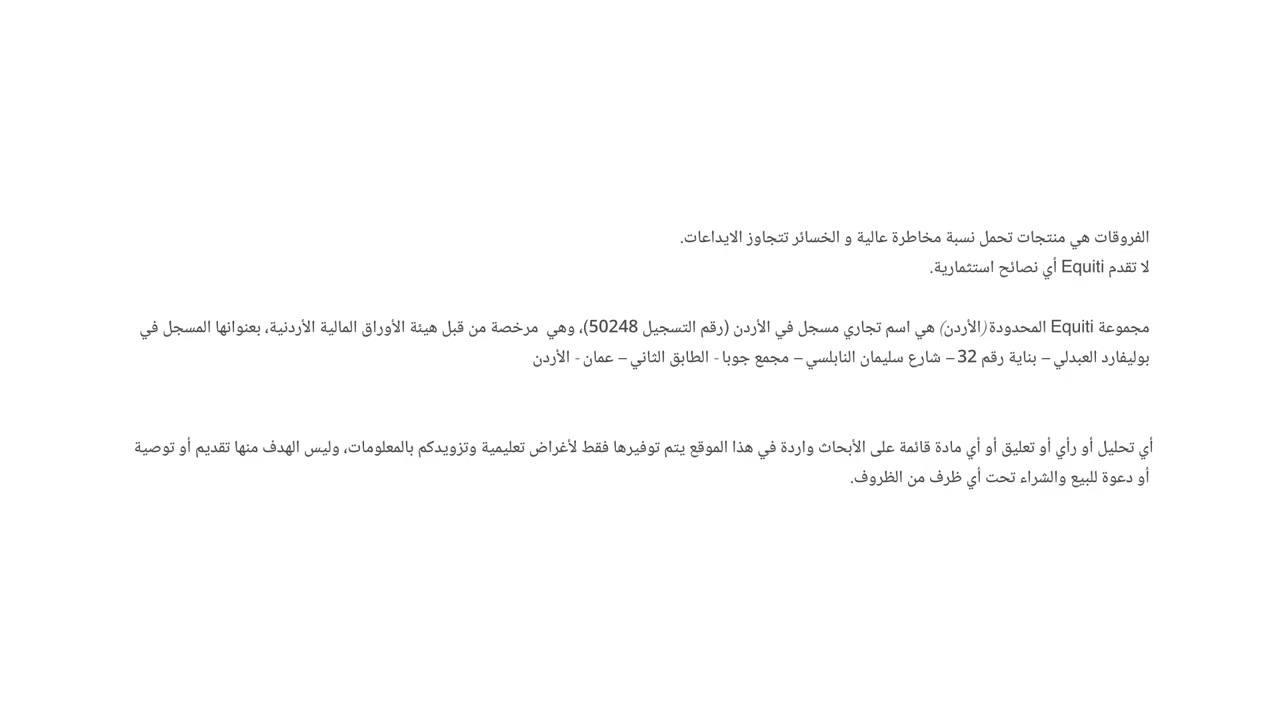 الفروقات هي منتجات تحمل نسبة مخاطرة عالية و الخسائر تتجاوز الايداعات.
لا تقدم Equiti أي نصائح استثمارية.
مجموعة Equiti المحدودة (الأردن) هي اسم تجاري مسجل في الأردن (رقم التسجيل 50248)، وهي مرخصة من قبل هيئة الأوراق المالية الأردنية، بعنوانها المسجل في
بوليفارد العبدلي – بناية رقم 32 – شارع سليمان النابلسي – مجمع جوبا - الطابق الثاني – عمان - الأردن
أي تحليل أو رأي أو تعليق أو أي مادة قائمة على الأبحاث واردة في هذا الموقع يتم توفيرها فقط لأغراض تعليمية وتزويدكم بالمعلومات، وليس الهدف منها تقديم أو توصية
أو دعوة للبيع والشراء تحت أي ظرف من الظروف.